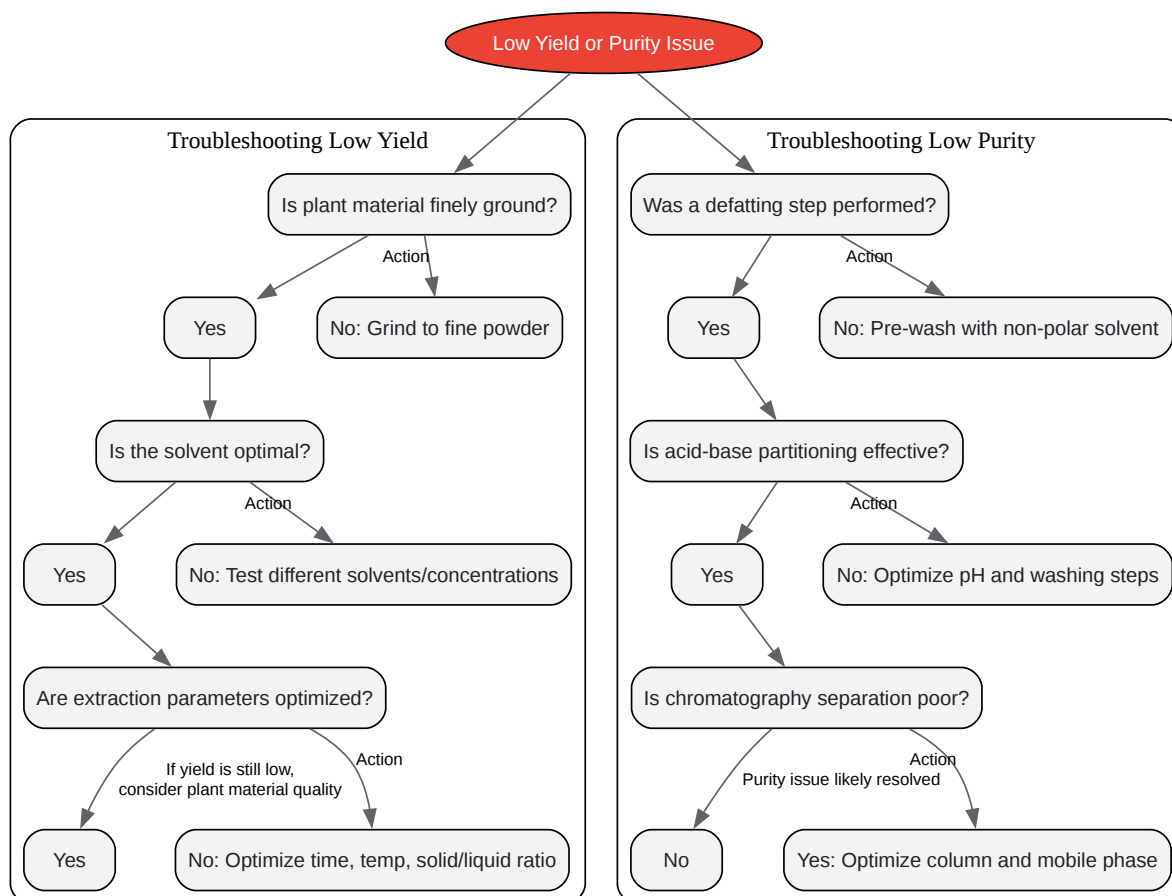 Low Yield or Purity Issue
Troubleshooting Low Yield
Is plant material finely ground?
Action
Yes
No: Grind to fine powder
Is the solvent optimal?
Action
Yes
No: Test different solvents/concentrations
Are extraction parameters optimized?
If yield is still low,
consider plant material quality
Action
Yes
No: Optimize time, temp, solid/liquid ratio
Troubleshooting Low Purity
Was a defatting step performed?
Action
Yes
No: Pre-wash with non-polar solvent
Is acid-base partitioning effective?
Action
Yes
No: Optimize pH and washing steps
Is chromatography separation poor?
Action
Purity issue likely resolved
No
Yes: Optimize column and mobile phase